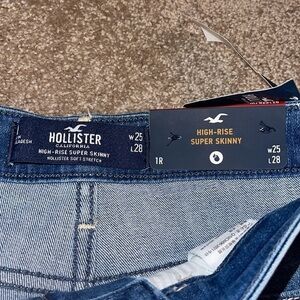 HOLLISTER
CALIFORNIA
HIGH-RISE SUPER SKINNY
HOLLISTER SOFT STRETCH
W25
L28
HIGH-RISE
SUPER SKINNY
1R
W25
L28